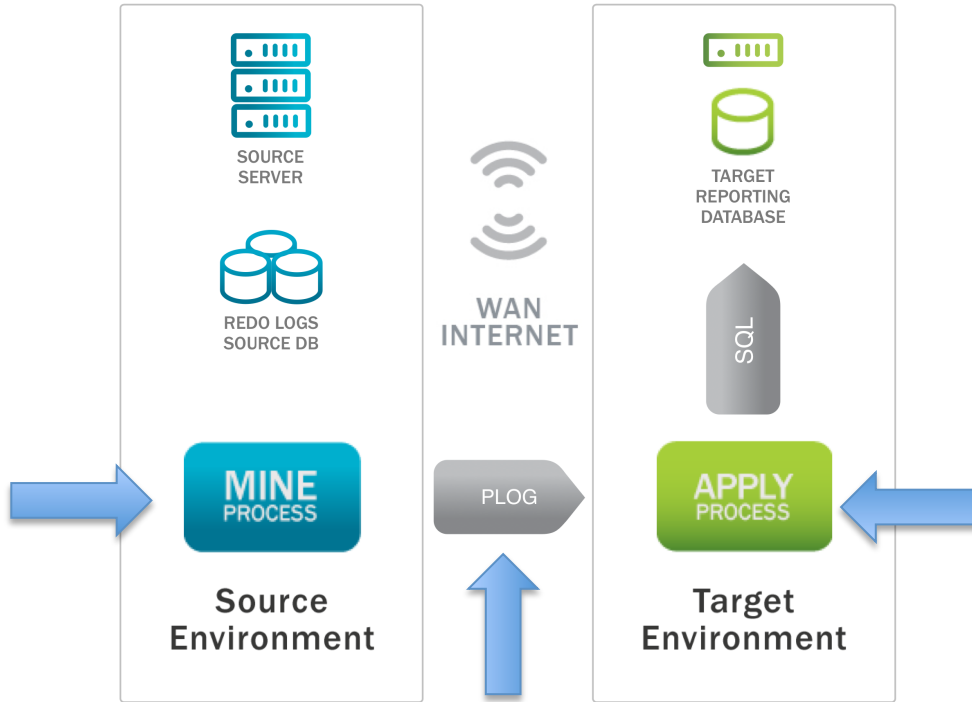 SOURCE
SERVER
REDO LOGS
SOURCE DB
MINE
PROCESS
Source
Environment
WAN
INTERNET
PLOG
TARGET
REPORTING
DATABASE
SQL
APPLY
PROCESS
Target
Environment